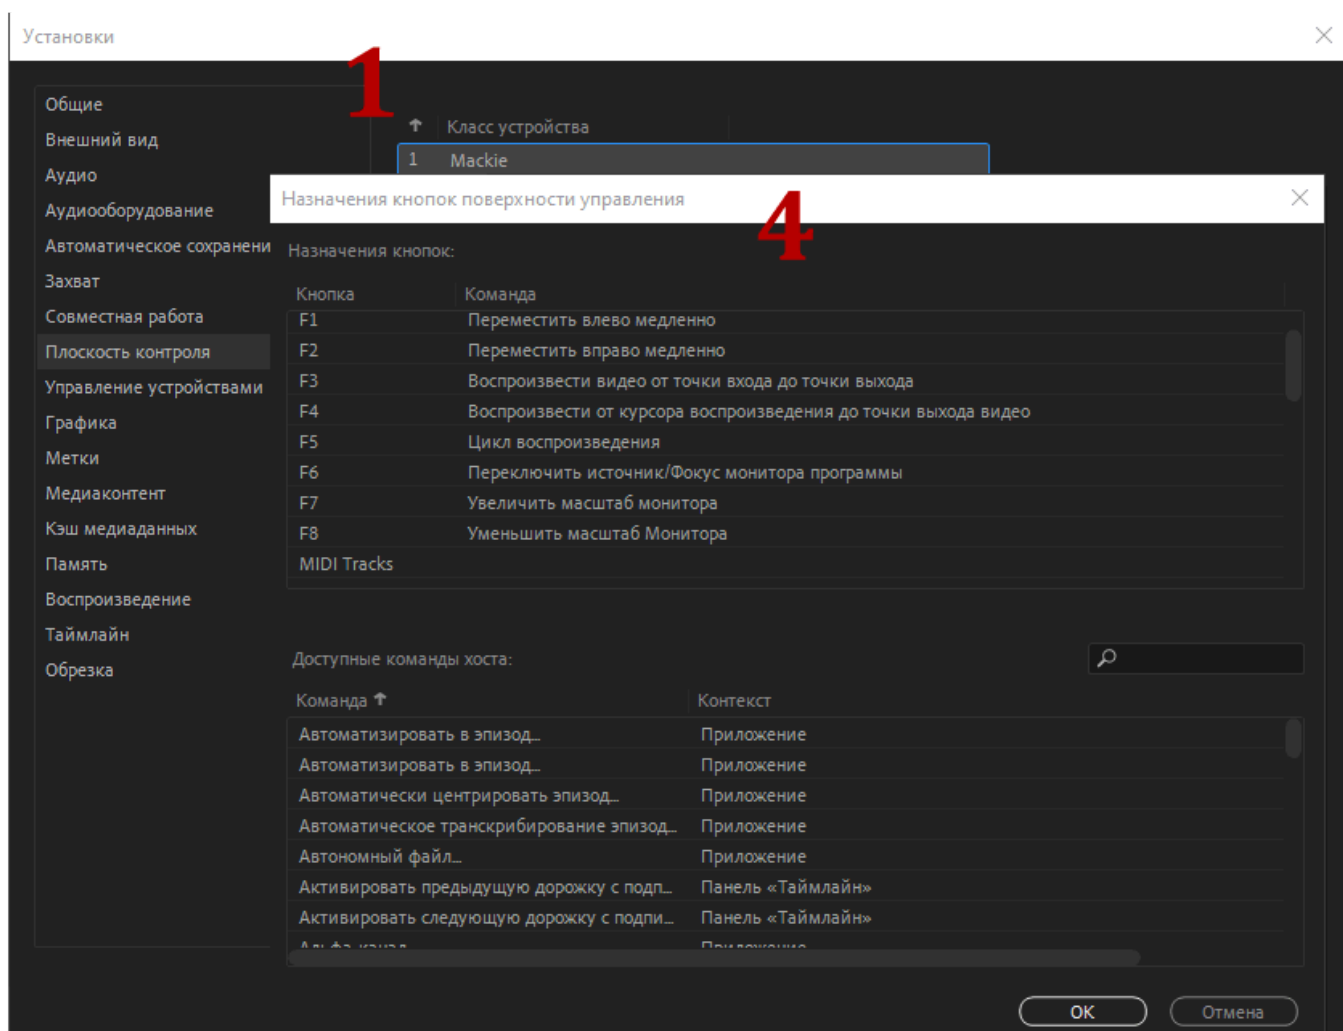 Установки
1
Общие
Внешний вид
Аудио
Аудиооборудование
Автоматическое сохранени
Захват
Совместная работа
Плоскость контроля
Управление устройствами
Графика
Метки
Медиаконтент
Кэш медиаданных
Память
Воспроизведение
Таймлайн
Обрезка
Класс устройства
1 Mackie
Назначения кнопок поверхности управления
4
Назначения кнопок:
Кнопка Команда
F1 Переместить влево медленно
F2 Переместить вправо медленно
F3 Воспроизвести видео от точки входа до точки выхода
F4 Воспроизвести от курсора воспроизведения до точки выхода видео
F5 Цикл воспроизведения
F6 Переключить источник/Фокус монитора программы
F7 Увеличить масштаб монитора
F8 Уменьшить масштаб Монитора
MIDI Tracks
Доступные команды хоста:
Команда Контекст
Автоматизировать в эпизод... Приложение
Автоматизировать в эпизод... Приложение
Автоматически центрировать эпизод... Приложение
Автоматическое транскрибирование эпизод... Приложение
Автономный файл... Приложение
Активировать предыдущую дорожку с подп... Панель «Таймлайн»
Активировать следующую дорожку с подпи... Панель «Таймлайн»
Альфа-канал Приложение
ОК Отмена